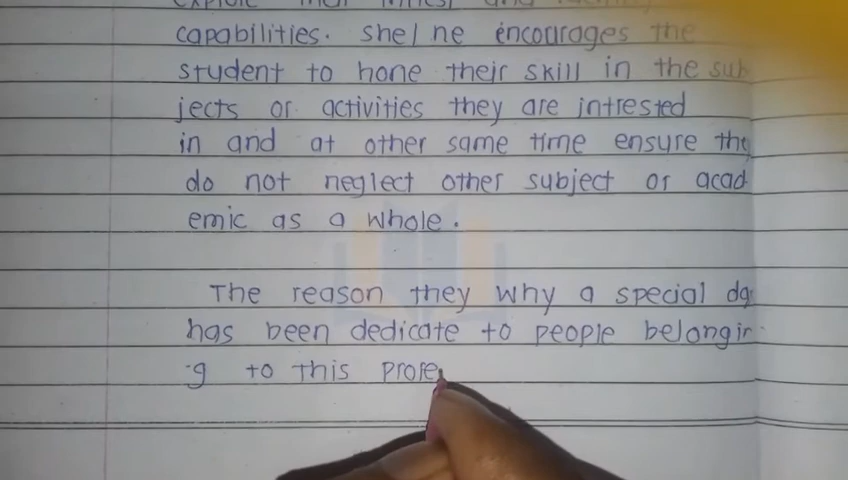 capabilities. she/ne encourages the
student to hone their skill in the sub
jects or activities they are intrested
in and at other same time ensure the
do not neglect other subject or acad
emic as a whole.
The reason they why a special da
has been dedicate to people belongin
g to this profe